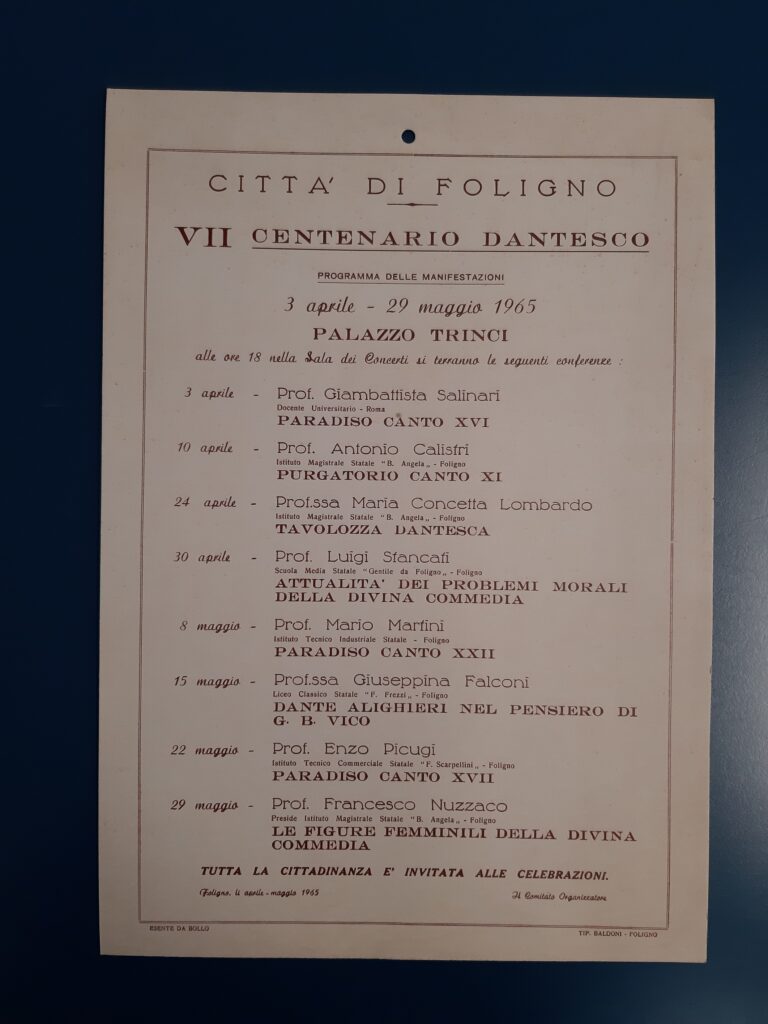 CITTA' DI FOLIGNO
VII CENTENARIO DANTESCO
PROGRAMMA DELLE MANIFESTAZIONI
3 aprile - 29 maggio 1965
PALAZZO TRINCI
alle ore 18 nella Sala dei Concerti si terranno le seguenti conferenze :
3 aprile - Prof. Giambattista Salinari
Docente Universitario - Roma
PARADISO CANTO XVI
10 aprile - Prof. Antonio Calistri
Istituto Magistrale Statale "B. Angela„ - Foligno
PURGATORIO CANTO XI
24 aprile - Prof.ssa Maria Concetta Lombardo
Istituto Magistrale Statale "B. Angela„ - Foligno
TAVOLOZZA DANTESCA
30 aprile - Prof. Luigi Stancati
Scuola Media Statale "Gentile da Foligno„ - Foligno
ATTUALITA' DEI PROBLEMI MORALI
DELLA DIVINA COMMEDIA
8 maggio - Prof. Mario Martini
Istituto Tecnico Industriale Statale - Foligno
PARADISO CANTO XXII
15 maggio - Prof.ssa Giuseppina Falconi
Liceo Classico Statale "F. Frezzi„ - Foligno
DANTE ALIGHIERI NEL PENSIERO DI
G. B. VICO
22 maggio - Prof. Enzo Picugi
Istituto Tecnico Commerciale Statale "F. Scarpellini„ - Foligno
PARADISO CANTO XVII
29 maggio - Prof. Francesco Nuzzaco
Preside Istituto Magistrale Statale "B. Angela„ - Foligno
LE FIGURE FEMMINILI DELLA DIVINA
COMMEDIA
TUTTA LA CITTADINANZA E' INVITATA ALLE CELEBRAZIONI.
Foligno, li aprile - maggio 1965
Il Comitato Organizzatore
ESENTE DA BOLLO
TIP. BALDONI - FOLIGNO